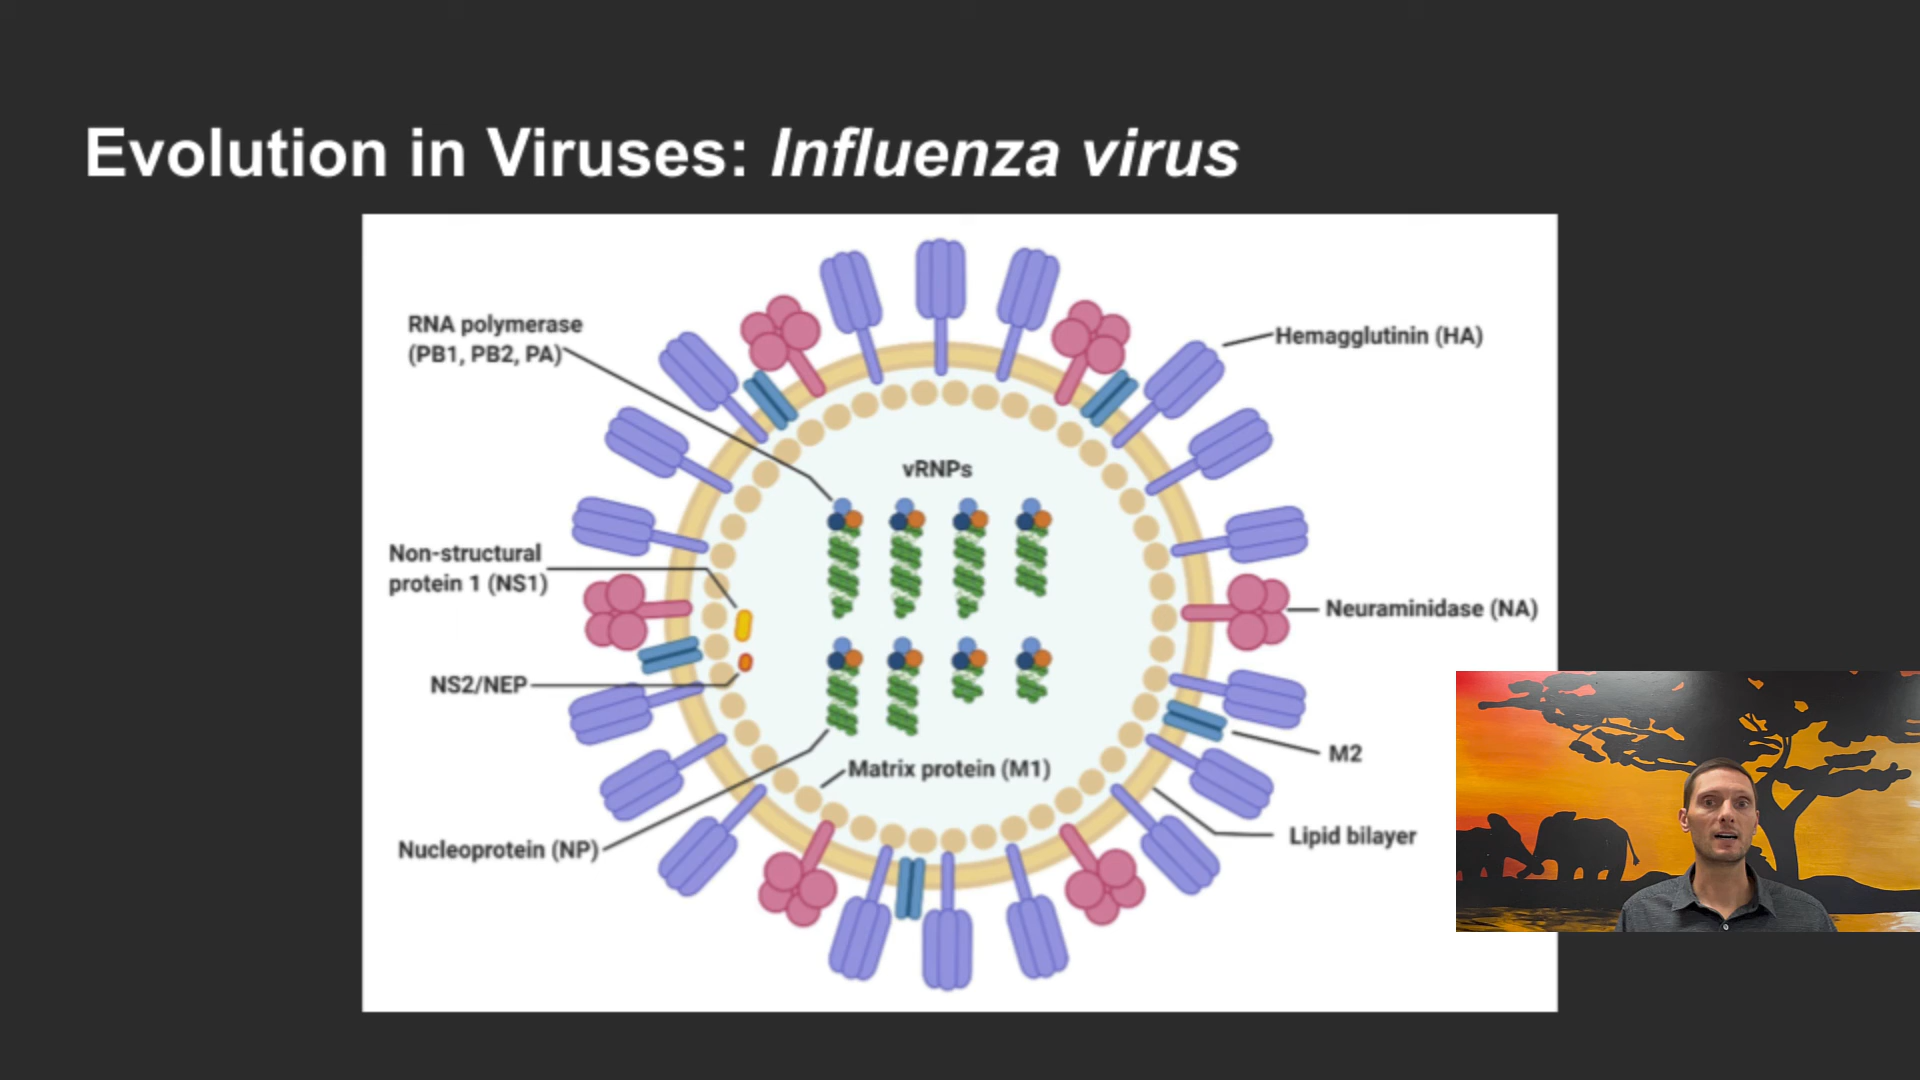 Evolution in Viruses: Influenza virus
RNA polymerase
(PB1, PB2, PA)
Hemagglutinin (HA)
vRNPs
Non-structural
protein 1 (NS1)
Neuraminidase (NA)
NS2/NEP
M2
Matrix protein (M1)
Lipid bilayer
Nucleoprotein (NP)